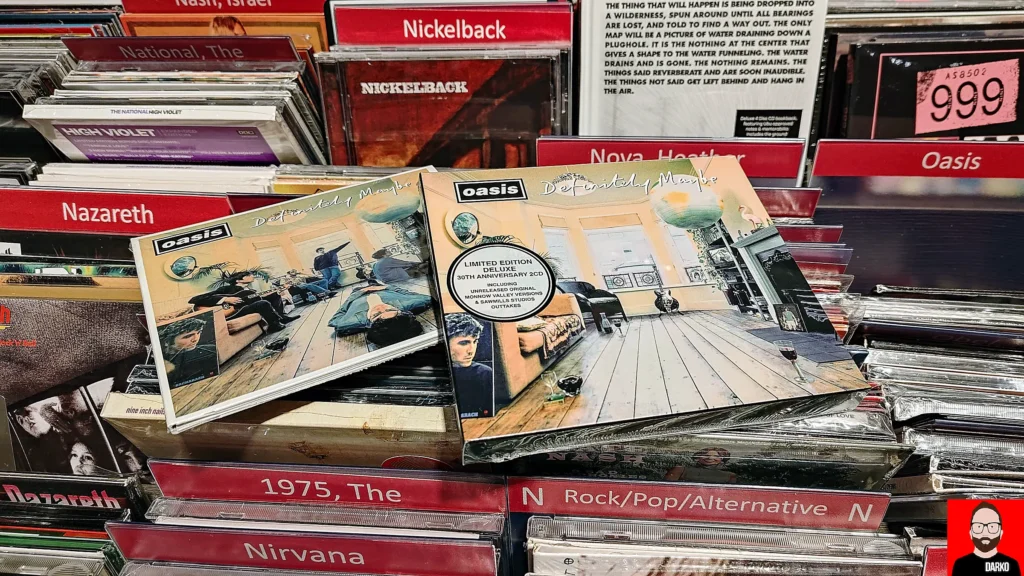 Nash, Israel
Nickelback
THE THING THAT WILL HAPPEN IS BEING DROPPED INTO
A WILDERNESS, SPUN AROUND UNTIL ALL BEARINGS
ARE LOST, AND TOLD TO FIND A WAY OUT. THE ONLY
MAP WILL BE A PICTURE OF WATER DRAINING DOWN A
PLUGHOLE. IT IS THE NOTHING AT THE CENTER THAT
GIVES A SHAPE TO THE WATER FUNNELING. THE WATER
DRAINS AND IS GONE. THE NOTHING REMAINS. THE
THINGS SAID REVERBERATE AND ARE SOON INAUDIBLE.
THE THINGS NOT SAID GET LEFT BEHIND AND HANG IN
THE AIR.
National, The
NICKELBACK
AS8502
999
THE NATIONAL HIGH VIOLET
HIGH VIOLET
Nova, Heather
Oasis
Nazareth
oasis
Definitely Maybe
oasis
Definitely Maybe
LIMITED EDITION
DELUXE
30TH ANNIVERSARY 2CD
INCLUDING
UNRELEASED ORIGINAL
MONNOW VALLEY VERSIONS
& SAWMILLS STUDIOS
OUTTAKES
nine inch nails
NASH
Nazareth
1975, The
N Rock/Pop/Alternative N
Nirvana
DARKO